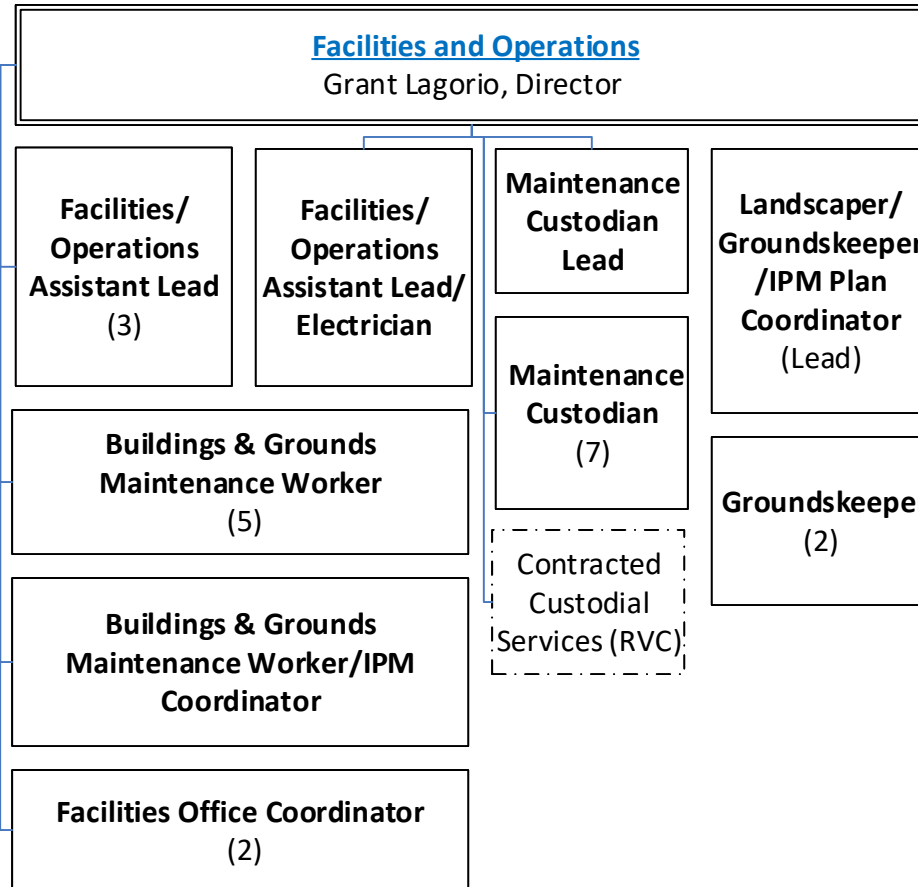 Facilities and Operations
Grant Lagorio, Director
Facilities/
Operations
Assistant Lead
(3)
Facilities/
Operations
Assistant Lead/
Electrician
Maintenance
Custodian
Lead
Landscaper/
Groundskeeper
/IPM Plan
Coordinator
(Lead)
Maintenance
Custodian
(7)
Buildings & Grounds
Maintenance Worker
(5)
Groundskeepe
(2)
Contracted
Custodial
Services (RVC)
Buildings & Grounds
Maintenance Worker/IPM
Coordinator
Facilities Office Coordinator
(2)